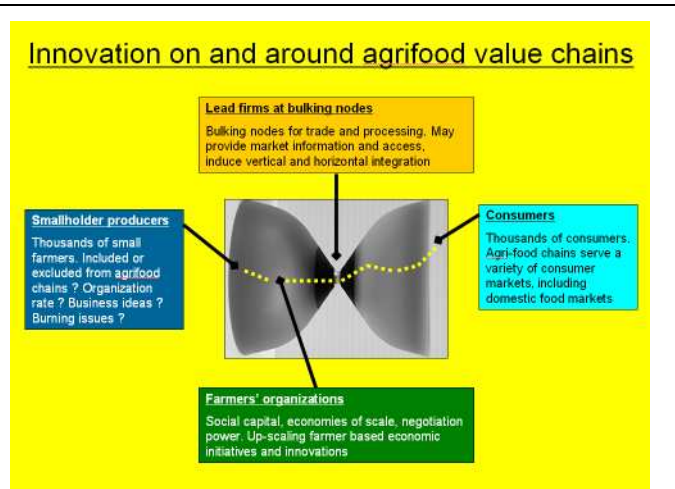 Innovation on and around agrifood value chains
Lead firms at bulking nodes
Bulking nodes for trade and processing. May
provide market information and access,
induce vertical and horizontal integration
Smallholder producers
Thousands of small
farmers. Included or
excluded from agrifood
chains ? Organization
rate ? Business ideas ?
Burning issues ?
Consumers
Thousands of consumers.
Agri-food chains serve a
variety of consumer
markets, including
domestic food markets
Farmers' organizations
Social capital, economies of scale, negotiation
power. Up-scaling farmer based economic
initiatives and innovations